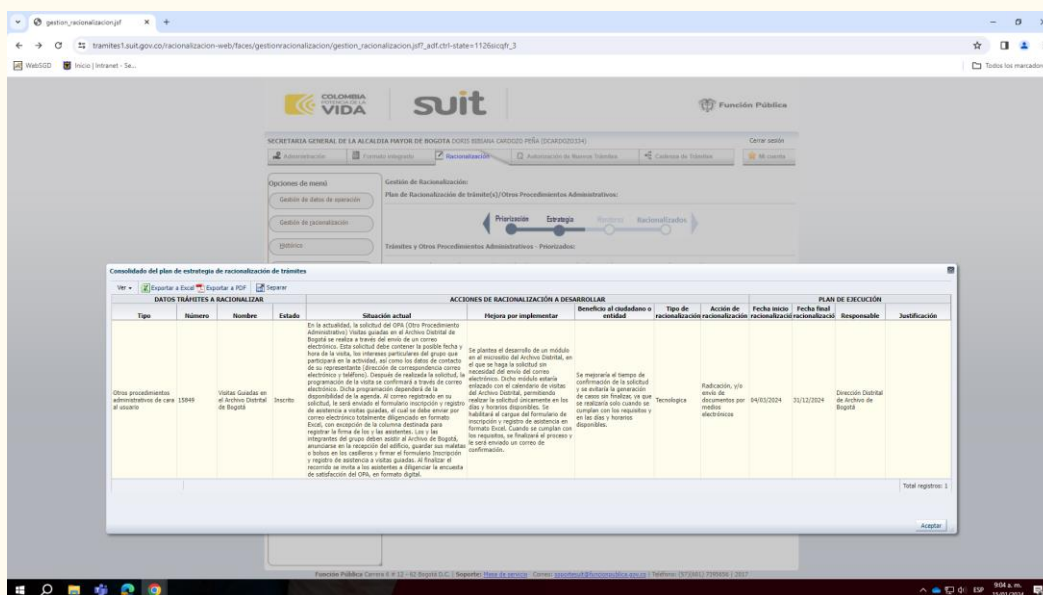 gestion_racionalizacion.jsf
tramites1.suit.gov.co/racionalizacion-web/faces/gestionracionalizacion/gestion_racionalizacion.jsf?_adf.ctrl-state=1126sicqfr_3
WebSGD
Inicio | Intranet - Se...
Todos los marcadores
COLOMBIA
POTENCIA DE LA
VIDA
suit
Función Pública
SECRETARIA GENERAL DE LA ALCALDIA MAYOR DE BOGOTA DORIS BIBIANA CARDOZO PEÑA (DCARDOZO334)
Cerrar sesión
Administración
Formato Integrado
Racionalización
Autorización de Nuevos Trámites
Cadenas de Trámites
Mi cuenta
Opciones de menú
Gestión de datos de operación
Gestión de racionalización
Histórico
Gestión de Racionalización:
Plan de Racionalización de trámite(s)/Otros Procedimientos Administrativos:
Priorización
Estrategia
Racionalizados
Trámites y Otros Procedimientos Administrativos - Priorizados:
Consolidado del plan de estrategia de racionalización de trámites
Ver
Exportar a Excel
Exportar a PDF
Separar
DATOS TRÁMITES A RACIONALIZAR
ACCIONES DE RACIONALIZACIÓN A DESARROLLAR
PLAN DE EJECUCIÓN
Tipo
Número
Nombre
Estado
Situación actual
Mejora por implementar
Beneficio al ciudadano o
entidad
Tipo de
racionalización
Acción de
racionalización
Fecha inicio
racionalizació
Fecha final
racionalizació
Responsable
Justificación
Otros procedimientos
administrativos de cara
al usuario
15849
Visitas Guiadas en
el Archivo Distrital
de Bogotá
Inscrito
En la actualidad, la solicitud del OPA (Otro Procedimiento
Administrativo) Visitas guiadas en el Archivo Distrital de
Bogotá se realiza a través del envío de un correo
electrónico. Esta solicitud debe contener la posible fecha y
hora de la visita, los intereses particulares del grupo que
participará en la actividad, así como los datos de contacto
de su representante (dirección de correspondencia correo
electrónico y teléfono). Después de realizada la solicitud, la
programación de la visita se confirmará a través de correo
electrónico. Dicha programación dependerá de la
disponibilidad de la agenda. Al correo registrado en su
solicitud, le será enviado el formulario inscripción y registro
de asistencia a visitas guiadas, el cual se debe enviar por
correo electrónico totalmente diligenciado en formato
Excel, con excepción de la columna destinada para
registrar la firma de los y las asistentes. Los y las
integrantes del grupo deben asistir al Archivo de Bogotá,
anunciarse en la recepción del edificio, guardar sus maletas
o bolsos en los casilleros y firmar el formulario Inscripción
y registro de asistencia a visitas guiadas. Al finalizar el
recorrido se invita a los asistentes a diligenciar la encuesta
de satisfacción del OPA, en formato digital.
Se plantea el desarrollo de un módulo
en el micrositio del Archivo Distrital, en
el que se haga la solicitud sin
necesidad del envío del correo
electrónico. Dicho módulo estaría
enlazado con el calendario de visitas
del Archivo Distrital, permitiendo
realizar la solicitud únicamente en los
días y horarios disponibles. Se
habilitará el cargue del formulario de
inscripción y registro de asistencia en
formato Excel. Cuando se cumplan con
los requisitos, se finalizará el proceso y
le será enviado un correo de
confirmación.
Se mejoraría el tiempo de
confirmación de la solicitud
y se evitaría la generación
de casos sin finalizar, ya que
se realizaría solo cuando se
cumplan con los requisitos y
en las días y horarios
disponibles.
Tecnologica
Radicación, y/o
envío de
documentos por
medios
electrónicos
04/03/2024
31/12/2024
Dirección Distrital
de Archivo de
Bogotá
Total registros: 1
Aceptar
Función Pública Carrera 6 # 12 - 62 Bogotá D.C. | Soporte: Mesa de servicio - Correo: soportesuit@funcionpublica.gov.co | Teléfono: (57)(601) 7395656 | 2017
ESP
9:04 a. m.